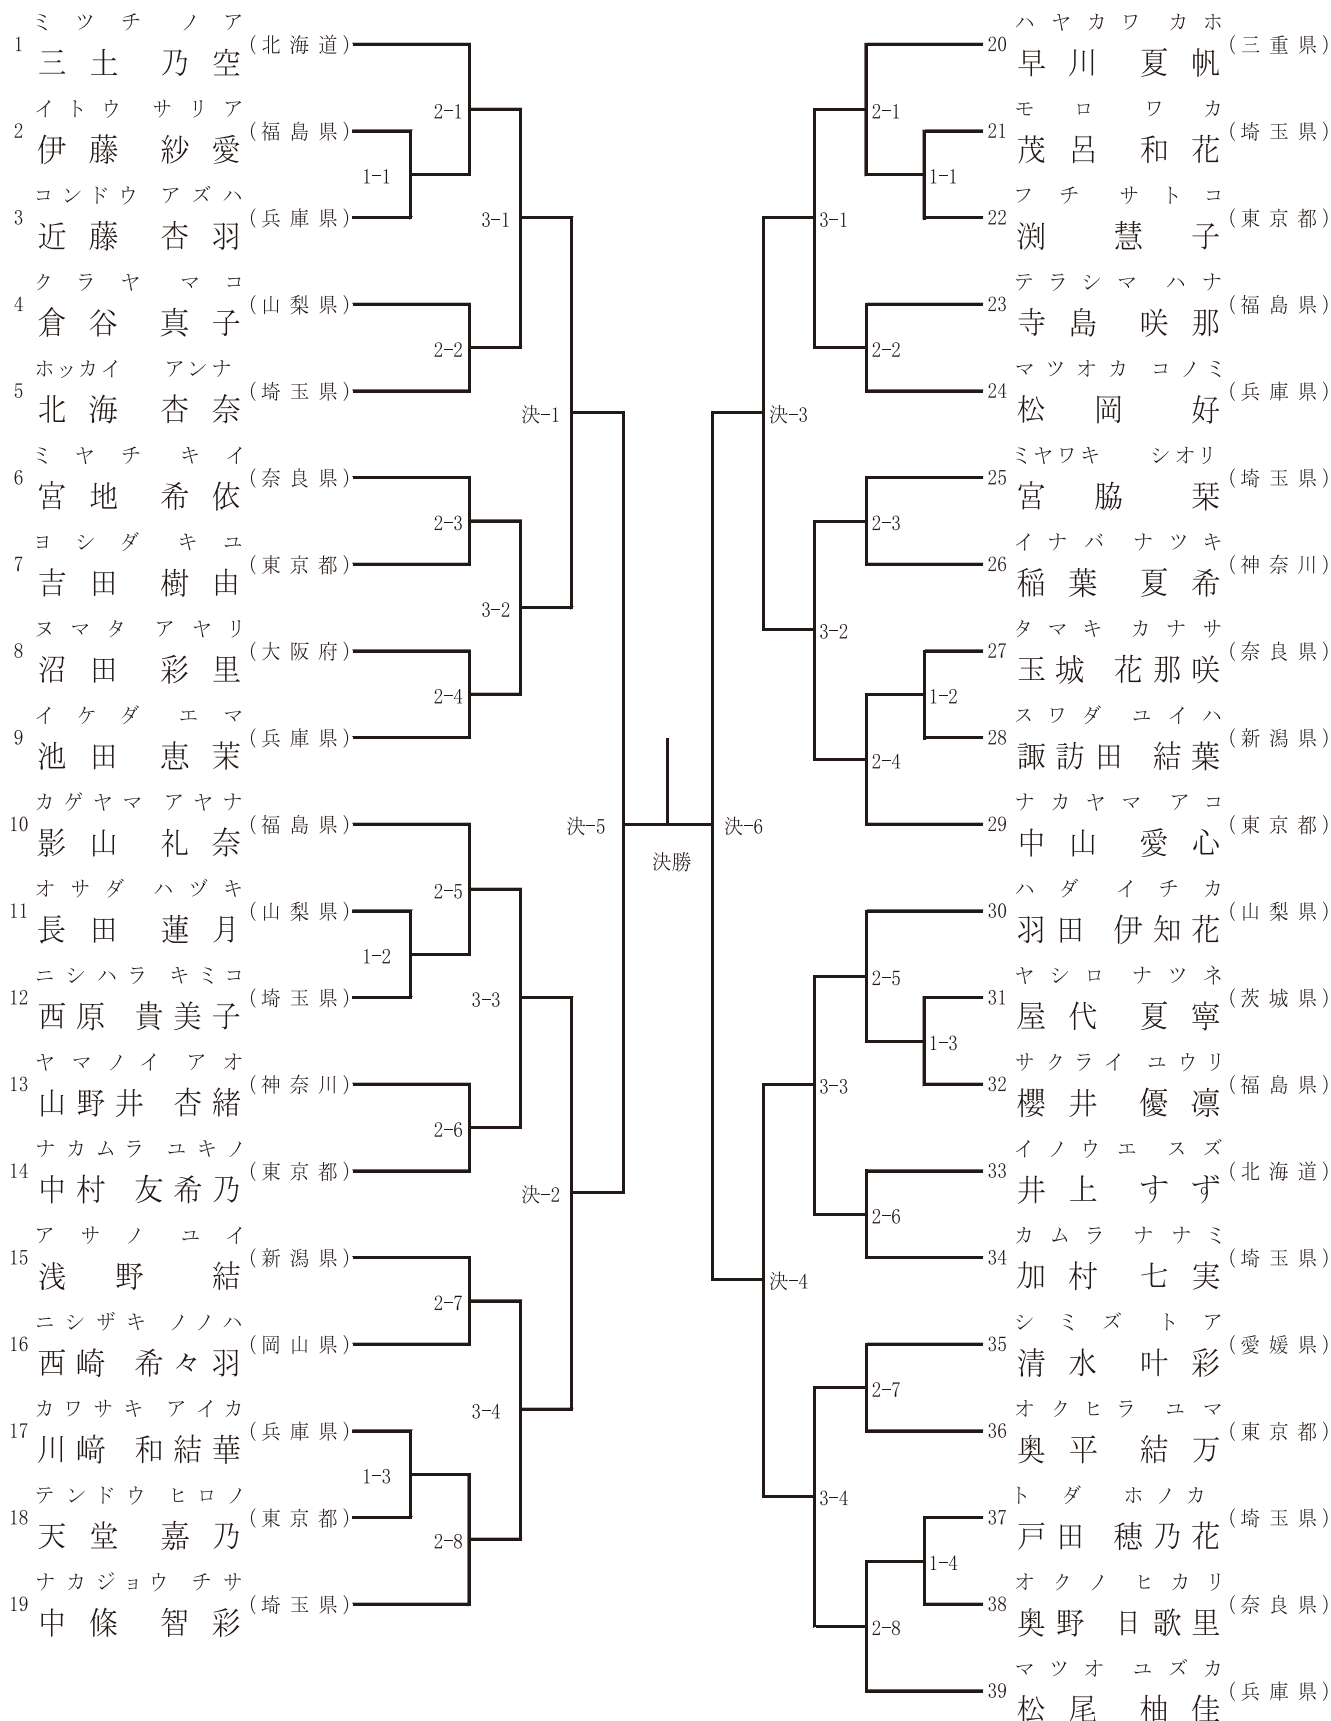 ミツチ ノア
1 三土 乃空 (北海道)
イトウ サリア
2 伊藤 紗愛 (福島県)
コンドウ アズハ
3 近藤 杏羽 (兵庫県)
クラヤ マコ
4 倉谷 真子 (山梨県)
ホッカイ アンナ
5 北海 杏奈 (埼玉県)
ミヤチ キイ
6 宮地 希依 (奈良県)
ヨシダ キユ
7 吉田 樹由 (東京都)
ヌマタ アヤリ
8 沼田 彩里 (大阪府)
イケダ エマ
9 池田 恵茉 (兵庫県)
カゲヤマ アヤナ
10 影山 礼奈 (福島県)
オサダ ハヅキ
11 長田 蓮月 (山梨県)
ニシハラ キミコ
12 西原 貴美子 (埼玉県)
ヤマノイ アオ
13 山野井 杏緒 (神奈川)
ナカムラ ユキノ
14 中村 友希乃 (東京都)
アサノ ユイ
15 浅野 結 (新潟県)
ニシザキ ノノハ
16 西崎 希々羽 (岡山県)
カワサキ アイカ
17 川﨑 和結華 (兵庫県)
テンドウ ヒロノ
18 天堂 嘉乃 (東京都)
ナカジョウ チサ
19 中條 智彩 (埼玉県)
1-1
1-2
1-3
2-1
2-2
2-3
2-4
2-5
2-6
2-7
2-8
3-1
3-2
3-3
3-4
決-1
決-2
決-5
決勝
決-6
決-3
決-4
3-1
3-2
3-3
3-4
2-1
2-2
2-3
2-4
2-5
2-6
2-7
2-8
1-1
1-2
1-3
1-4
ハヤカワ カホ
20 早川 夏帆 (三重県)
モロ ワカ
21 茂呂 和花 (埼玉県)
フチ サトコ
22 渕 慧子 (東京都)
テラシマ ハナ
23 寺島 咲那 (福島県)
マツオカ コノミ
24 松岡 好 (兵庫県)
ミヤワキ シオリ
25 宮脇 栞 (埼玉県)
イナバ ナツキ
26 稲葉 夏希 (神奈川)
タマキ カナサ
27 玉城 花那咲 (奈良県)
スワダ ユイハ
28 諏訪田 結葉 (新潟県)
ナカヤマ アコ
29 中山 愛心 (東京都)
ハダ イチカ
30 羽田 伊知花 (山梨県)
ヤシロ ナツネ
31 屋代 夏寧 (茨城県)
サクライ ユウリ
32 櫻井 優凛 (福島県)
イノウエ スズ
33 井上 すず (北海道)
カムラ ナナミ
34 加村 七実 (埼玉県)
シミズ トア
35 清水 叶彩 (愛媛県)
オクヒラ ユマ
36 奥平 結万 (東京都)
トダ ホノカ
37 戸田 穂乃花 (埼玉県)
オクノ ヒカリ
38 奥野 日歌里 (奈良県)
マツオ ユズカ
39 松尾 柚佳 (兵庫県)